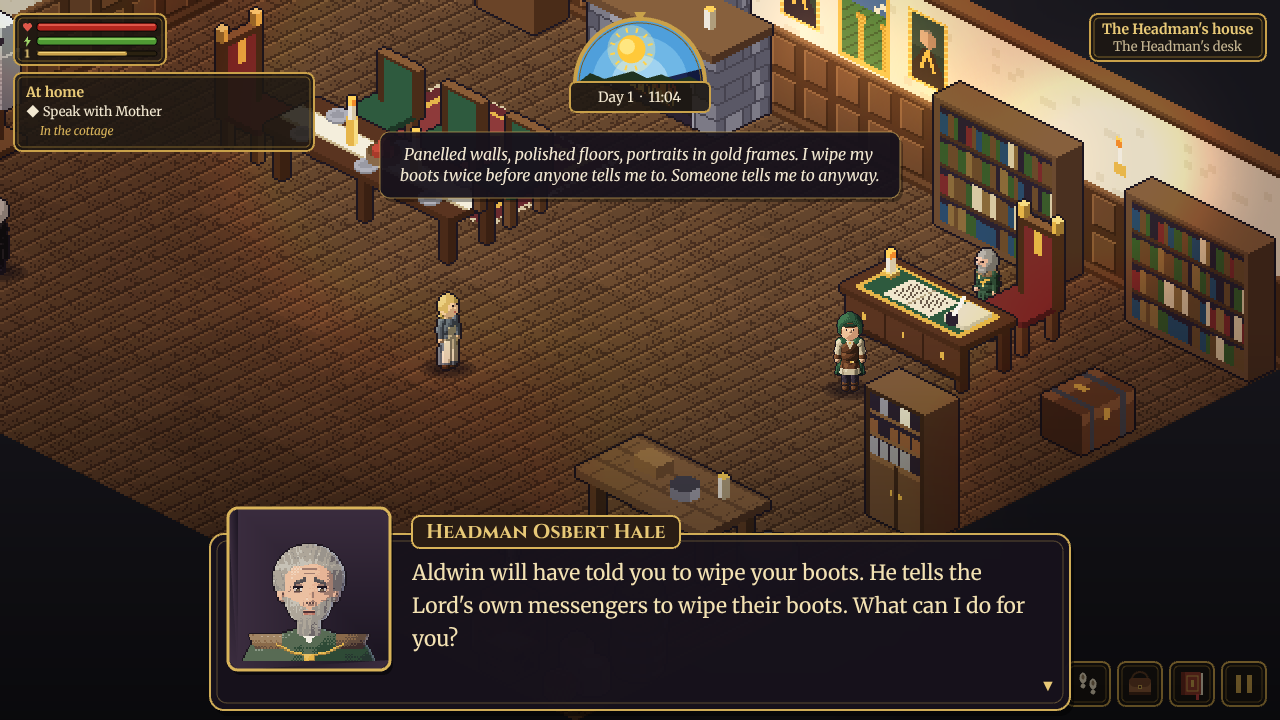 1
At home
◆ Speak with Mother
In the cottage
Day 1 · 11:04
The Headman's house
The Headman's desk
Panelled walls, polished floors, portraits in gold frames. I wipe my
boots twice before anyone tells me to. Someone tells me to anyway.
Headman Osbert Hale
Aldwin will have told you to wipe your boots. He tells the
Lord's own messengers to wipe their boots. What can I do for
you?